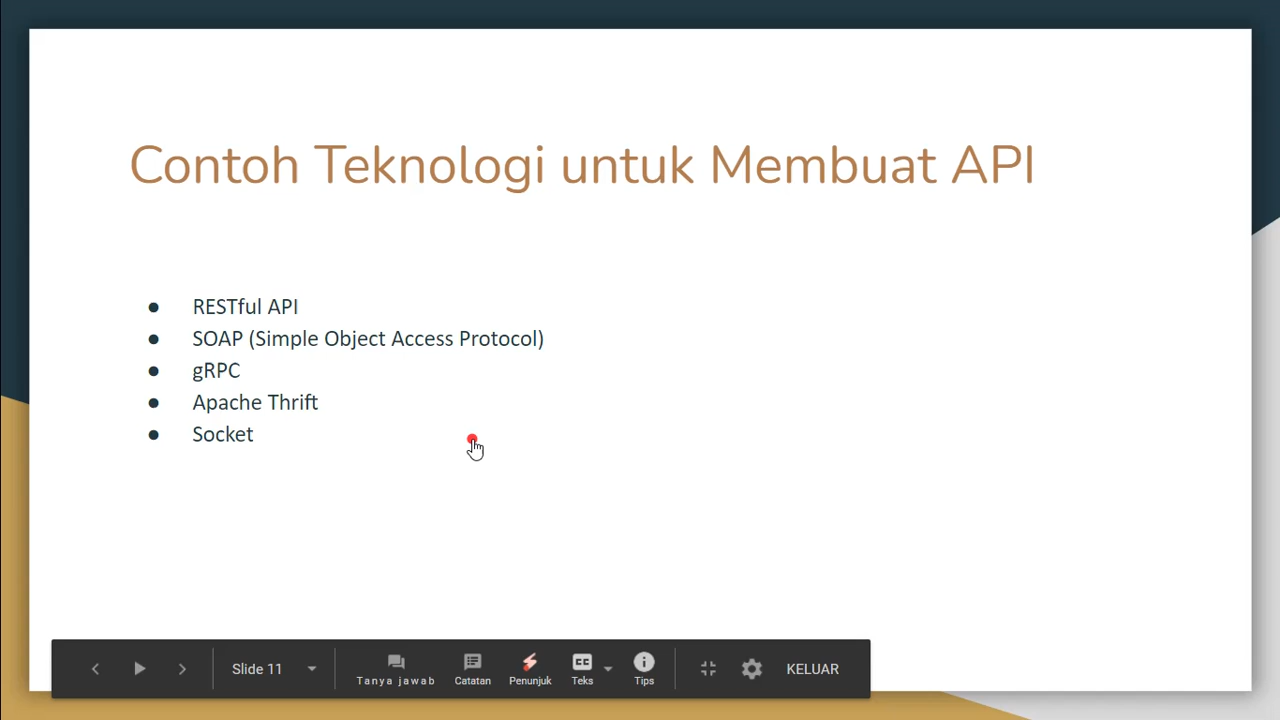 Contoh Teknologi untuk Membuat API
● RESTful API
● SOAP (Simple Object Access Protocol)
● gRPC
● Apache Thrift
● Socket
Slide 11
Tanya jawab
Catatan
Penunjuk
CC
Teks
Tips
KELUAR